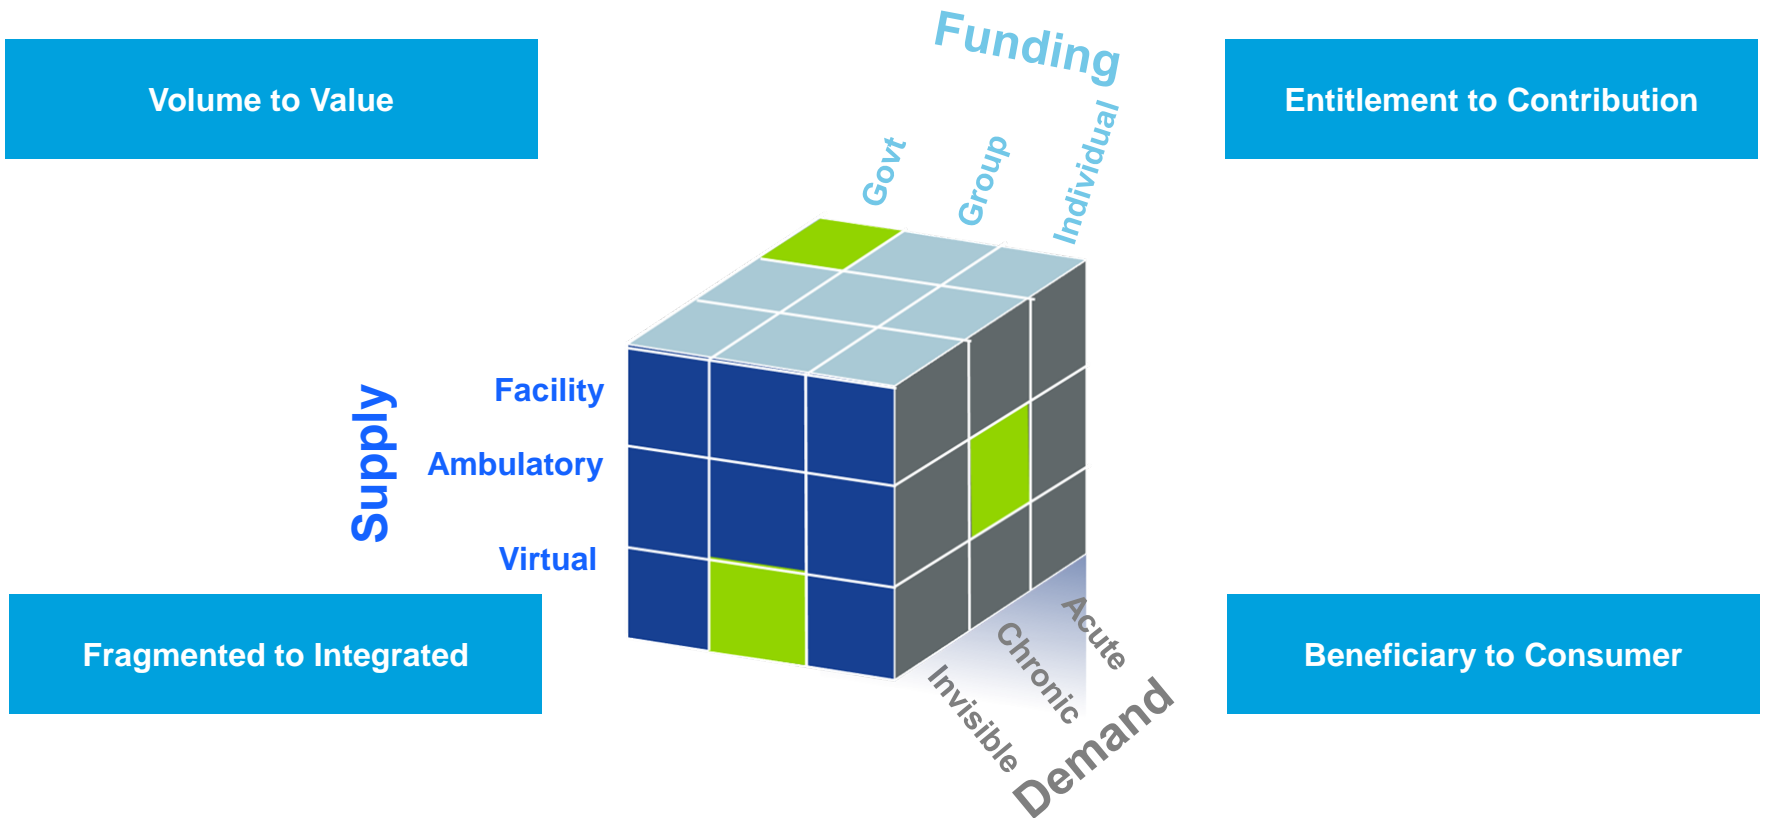 Funding
Volume to Value
Entitlement to Contribution
Govt
Group
Individual
Supply
Facility
Ambulatory
Virtual
Fragmented to Integrated
Beneficiary to Consumer
Acute
Chronic
Invisible
Demand